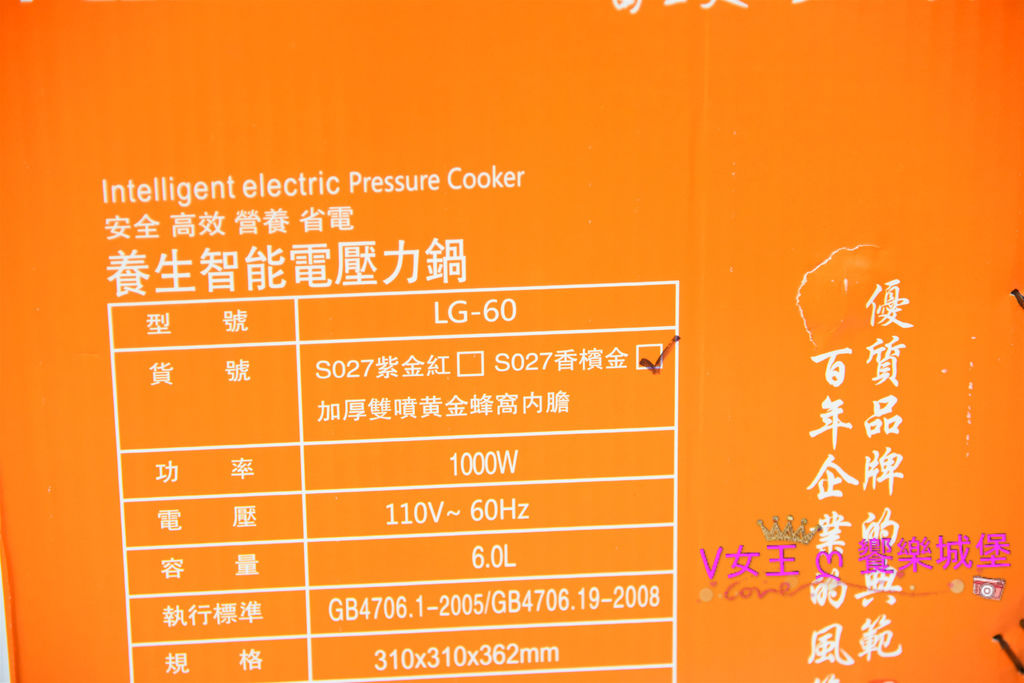 Intelligent electric Pressure Cooker
安全 高效 營養 省電
養生智能電壓力鍋
型 號 LG-60
貨 號 S027紫金紅 S027香檳金
加厚雙噴黃金蜂窩內膽
功 率 1000W
電 壓 110V~ 60Hz
容 量 6.0L
執行標準 GB4706.1-2005/GB4706.19-2008
規 格 310x310x362mm
優質品牌的典範
百年企業的風
V女王 饗樂城堡